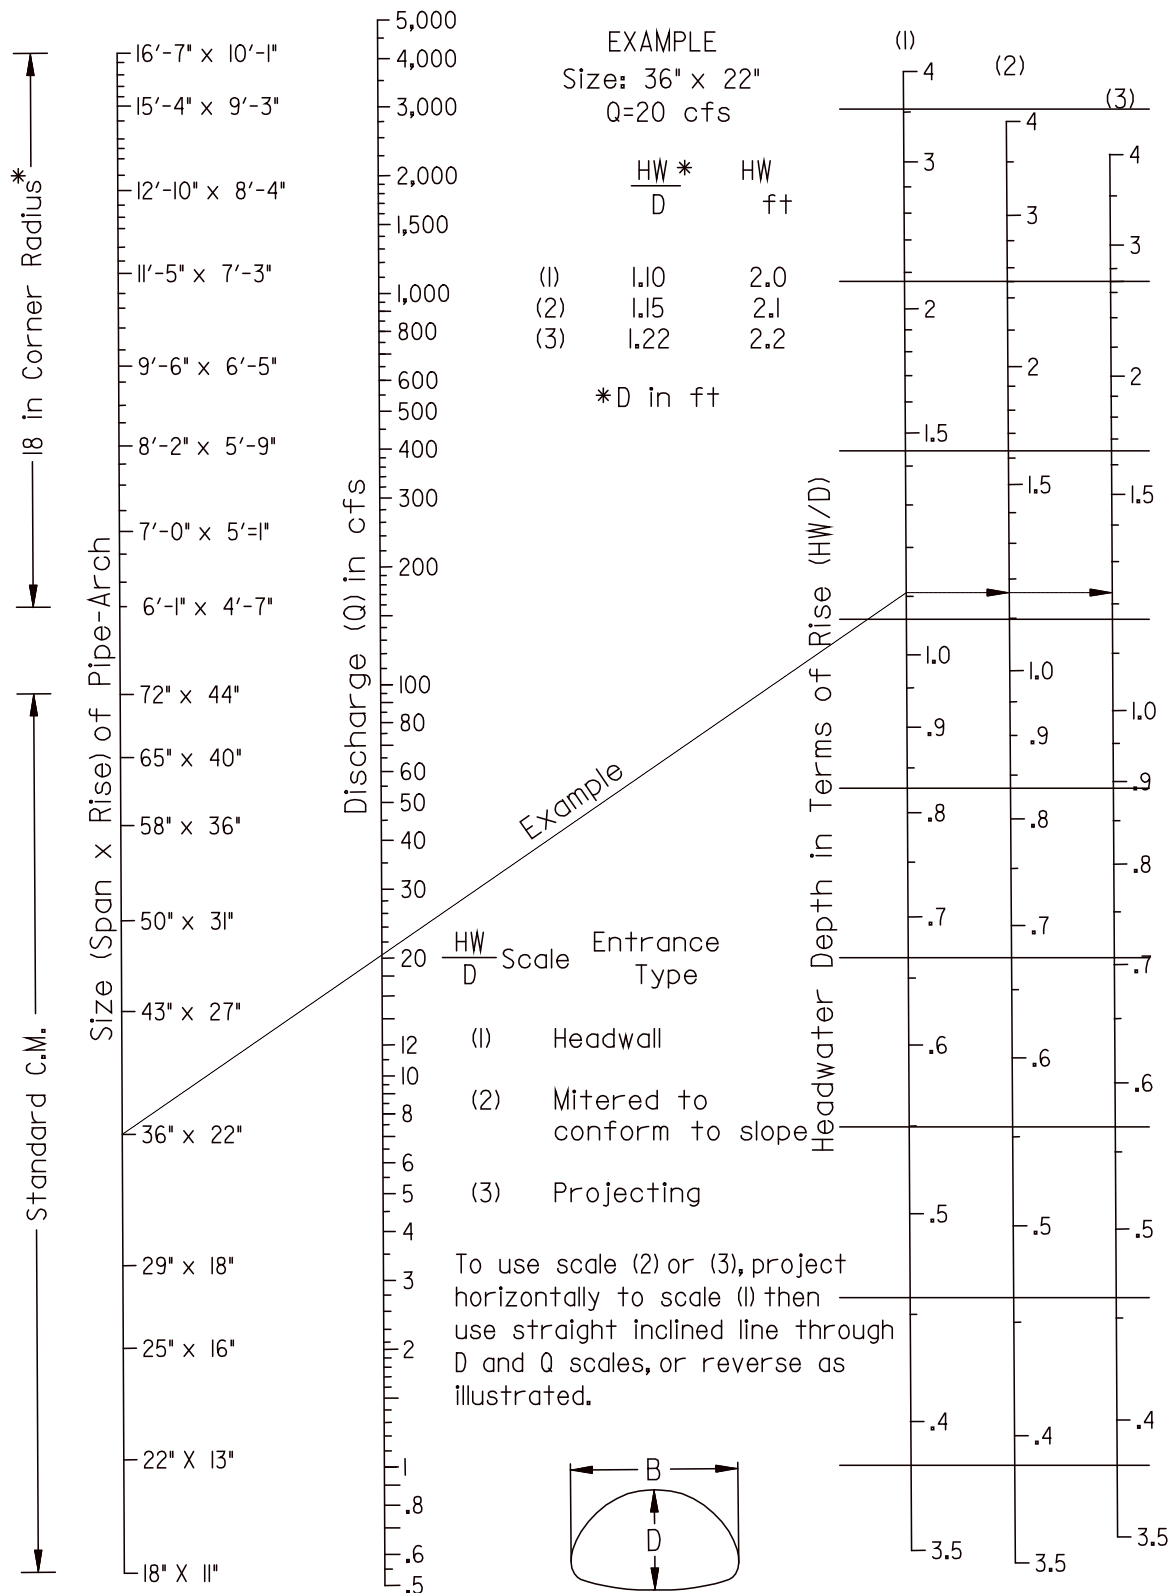 16'-7" x 10'-1"
15'-4" x 9'-3"
12'-10" x 8'-4"
11'-5" x 7'-3"
9'-6" x 6'-5"
8'-2" x 5'-9"
7'-0" x 5'=1"
6'-1" x 4'-7"
72" x 44"
65" x 40"
58" x 36"
50" x 31"
43" x 27"
36" x 22"
29" x 18"
25" x 16"
22" X 13"
18" X 11"
18 in Corner Radius*
Standard C.M.
Size (Span x Rise) of Pipe-Arch
Discharge (Q) in cfs
5,000
4,000
3,000
2,000
1,500
1,000
800
600
500
400
300
200
100
80
60
50
40
30
20
12
10
8
6
5
4
3
2
1
.8
.6
.5
EXAMPLE
Size: 36" x 22"
Q=20 cfs
HW * HW
D ft
(1) 1.10 2.0
(2) 1.15 2.1
(3) 1.22 2.2
*D in ft
Example
HW
D Scale Entrance
Type
(1) Headwall
(2) Mitered to
conform to slope
(3) Projecting
To use scale (2) or (3), project
horizontally to scale (1) then
use straight inclined line through
D and Q scales, or reverse as
illustrated.
B
D
Headwater Depth in Terms of Rise (HW/D)
(1)
4
3
2
1.5
1.0
.9
.8
.7
.6
.5
.4
3.5
(2)
4
3
2
1.5
1.0
.9
.8
.7
.6
.5
.4
3.5
(3)
4
3
2
1.5
1.0
.9
.8
.7
.6
.5
.4
3.5